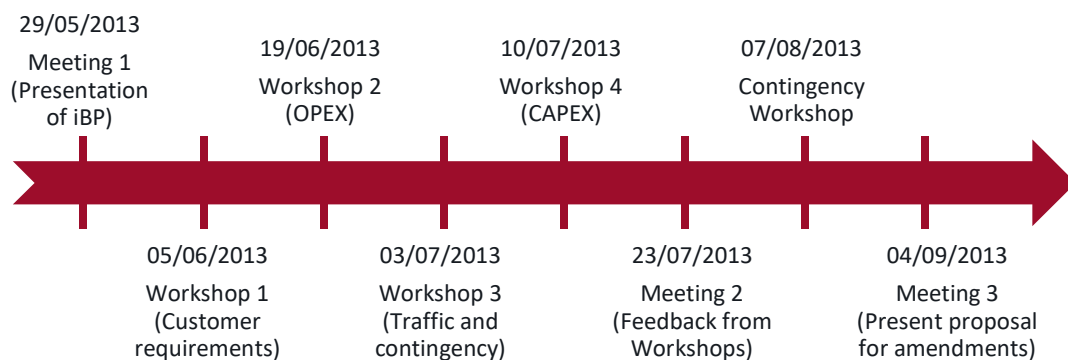 29/05/2013
Meeting 1
(Presentation
of iBP)
05/06/2013
Workshop 1
(Customer
requirements)
19/06/2013
Workshop 2
(OPEX)
03/07/2013
Workshop 3
(Traffic and
contingency)
10/07/2013
Workshop 4
(CAPEX)
23/07/2013
Meeting 2
(Feedback from
Workshops)
07/08/2013
Contingency
Workshop
04/09/2013
Meeting 3
(Present proposal
for amendments)